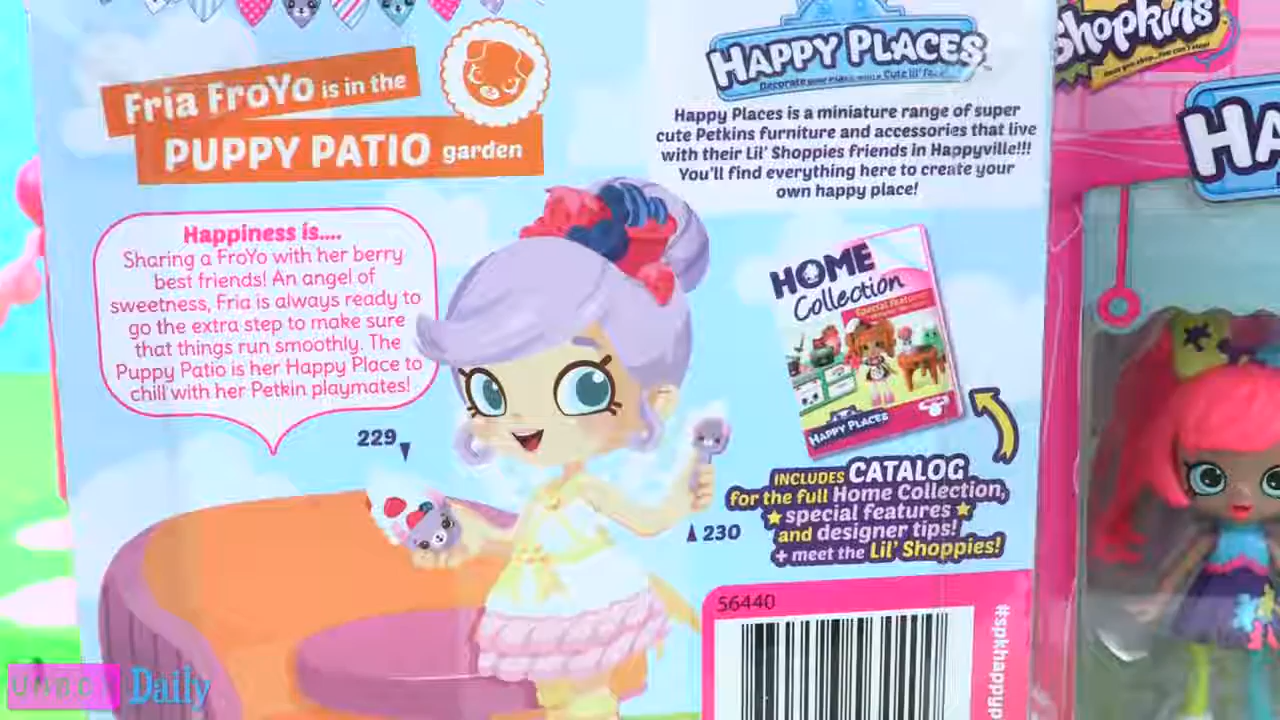 Fria FroYo is in the
PUPPY PATIO garden
Happiness is....
Sharing a FroYo with her berry
best friends! An angel of
sweetness, Fria is always ready to
go the extra step to make sure
that things run smoothly. The
Puppy Patio is her Happy Place to
chill with her Petkin playmates!
229
230
HAPPY PLACES
Happy Places is a miniature range of super
cute Petkins furniture and accessories that live
with their Lil' Shoppies friends in Happyville!!!
You'll find everything here to create your
own happy place!
HOME
Collection
HAPPY PLACES
INCLUDES CATALOG
for the full Home Collection,
special features
and designer tips!
+ meet the Lil' Shoppies!
56440
#spkhappyp
Shopkins
HA
UNBOX Daily